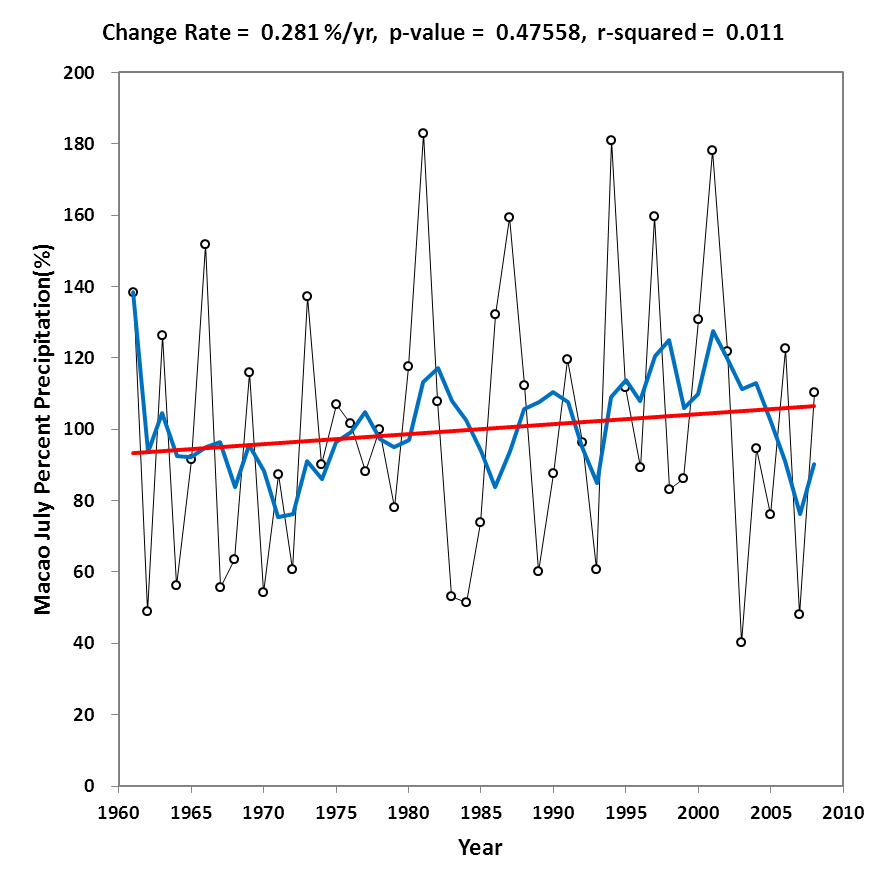 Change Rate = 0.281 %/yr, p-value = 0.47558, r-squared = 0.011
200
180
160
140
120
100
80
60
40
20
0
Macao July Percent Precipitation(%)
1960 1965 1970 1975 1980 1985 1990 1995 2000 2005 2010
Year